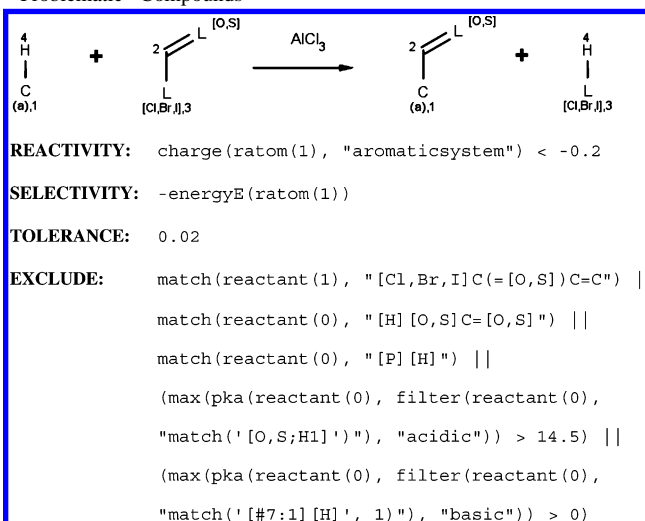 4 [O,S] [O,S] 4
H 2 L AlCl3 2 L H
+ +
C L C L
(a),1 [Cl,Br,I],3 (a),1 [Cl,Br,I],3
REACTIVITY: charge(ratom(1), "aromaticsystem") < -0.2
SELECTIVITY: -energyE(ratom(1))
TOLERANCE: 0.02
EXCLUDE: match(reactant(1), "[Cl,Br,I]C(=[O,S])C=C") ||
match(reactant(0), "[H][O,S]C=[O,S]") ||
match(reactant(0), "[P][H]") ||
(max(pka(reactant(0), filter(reactant(0),
"match('[O,S;H1]')"), "acidic")) > 14.5) ||
(max(pka(reactant(0), filter(reactant(0),
"match('[#7:1][H]', 1)"), "basic")) > 0)